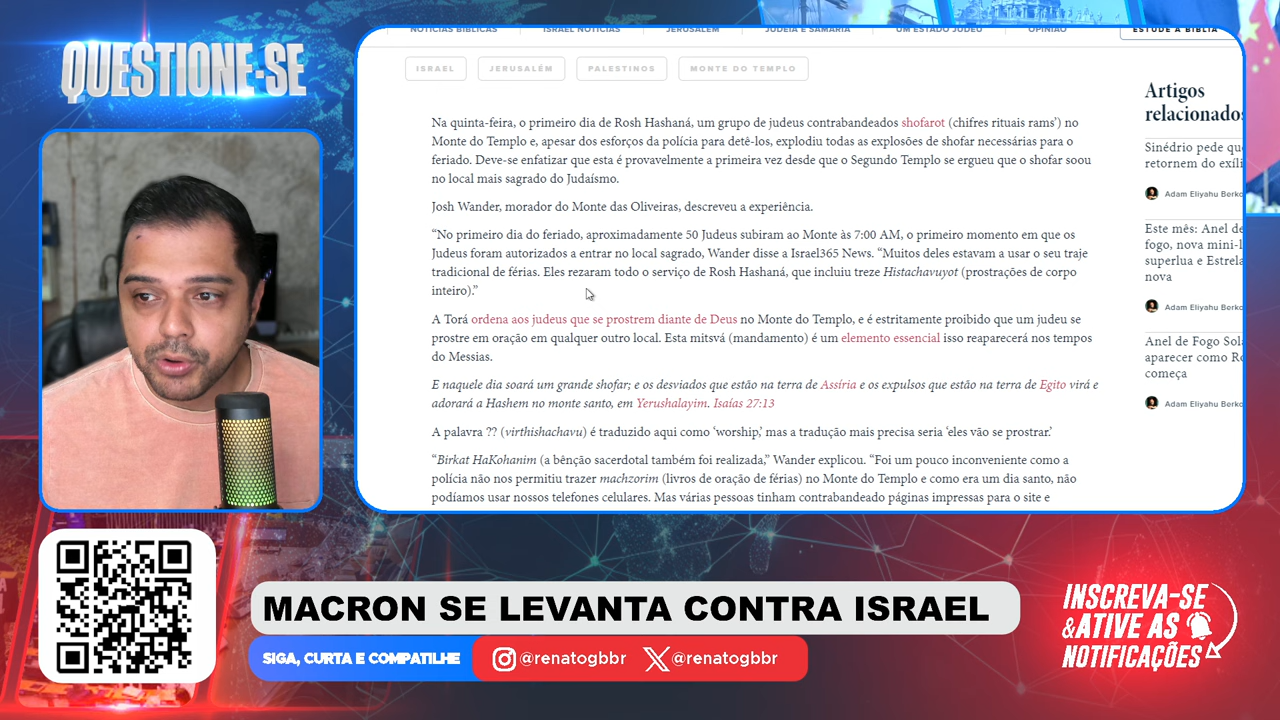 QUESTIONE-SE
NOTÍCIAS BÍBLICAS
ISRAEL NOTÍCIAS
JERUSALÉM
JUDEIA E SAMARIA
UM ESTADO JUDEU
OPINIÃO
ESTUDE A BÍBLIA
ISRAEL
JERUSALÉM
PALESTINOS
MONTE DO TEMPLO
Na quinta-feira, o primeiro dia de Rosh Hashaná, um grupo de judeus contrabandeados shofarot (chifres rituais rams’) no
Monte do Templo e, apesar dos esforços da polícia para detê-los, explodiu todas as explosões de shofar necessárias para o
feriado. Deve-se enfatizar que esta é provavelmente a primeira vez desde que o Segundo Templo se ergueu que o shofar soou
no local mais sagrado do Judaísmo.
Josh Wander, morador do Monte das Oliveiras, descreveu a experiência.
“No primeiro dia do feriado, aproximadamente 50 Judeus subiram ao Monte às 7:00 AM, o primeiro momento em que os
Judeus foram autorizados a entrar no local sagrado, Wander disse a Israel365 News. “Muitos deles estavam a usar o seu traje
tradicional de férias. Eles rezaram todo o serviço de Rosh Hashaná, que incluiu treze Histachavuyot (prostrações de corpo
inteiro).”
A Torá ordena aos judeus que se prostrem diante de Deus no Monte do Templo, e é estritamente proibido que um judeu se
prostre em oração em qualquer outro local. Esta mitsvá (mandamento) é um elemento essencial isso reaparecerá nos tempos
do Messias.
E naquele dia soará um grande shofar; e os desviados que estão na terra de Assíria e os expulsos que estão na terra de Egito virá e
adorará a Hashem no monte santo, em Yerushalayim. Isaías 27:13
A palavra ?? (virthishachavu) é traduzido aqui como ‘worship,’ mas a tradução mais precisa seria ‘eles vão se prostrar.’
“Birkat HaKohanim (a bênção sacerdotal também foi realizada,” Wander explicou. “Foi um pouco inconveniente como a
polícia não nos permitiu trazer machzorim (livros de oração de férias) no Monte do Templo e como era um dia santo, não
podíamos usar nossos telefones celulares. Mas várias pessoas tinham contrabandeado páginas impressas para o site e
Artigos
relacionados
Sinédrio pede qu
retornem do exíli
Adam Eliyahu Berko
Este mês: Anel de
fogo, nova mini-l
superlua e Estrela
nova
Adam Eliyahu Berko
Anel de Fogo Sola
aparecer como Ro
começa
Adam Eliyahu Berko
MACRON SE LEVANTA CONTRA ISRAEL
SIGA, CURTA E COMPATILHE
@renatogbbr
@renatogbbr
INSCREVA-SE
&ATIVE AS
NOTIFICAÇÕES